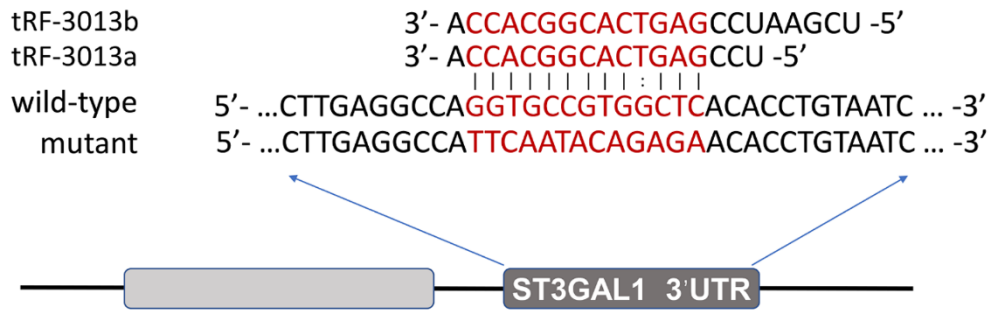 tRF-3013b 3’- ACCACGGCACTGAGCCUAAGCU -5’
tRF-3013a 3’- ACCACGGCACTGAGCCU -5’
| | | | | | | | | : | | |
wild-type 5’- ...CTTGAGGCCAGGTGCCGTGGCTCACACCTGTAATC ... -3’
mutant 5’- ...CTTGAGGCCATTCAATACAGAGAACACCTGTAATC ... -3’
ST3GAL1 3’UTR